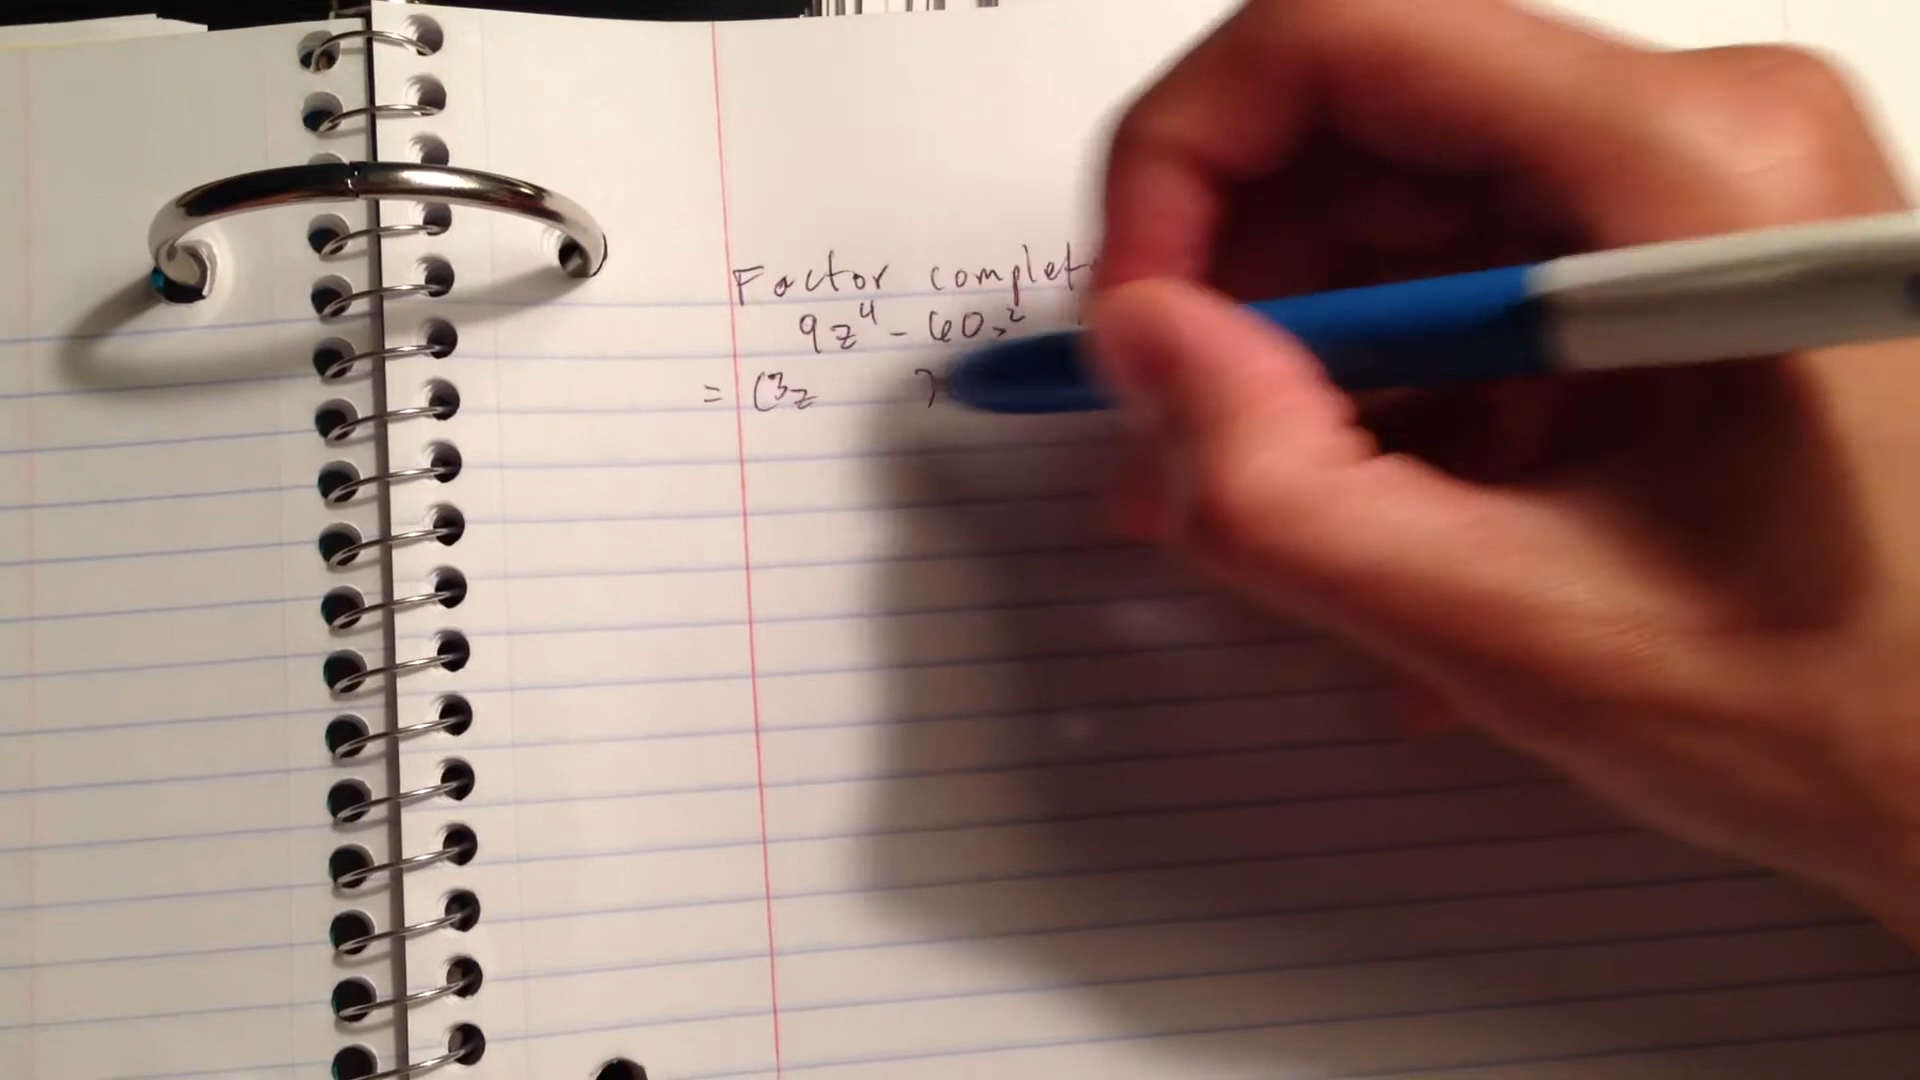 Factor complet
9z⁴ - 60z²
= (3z )